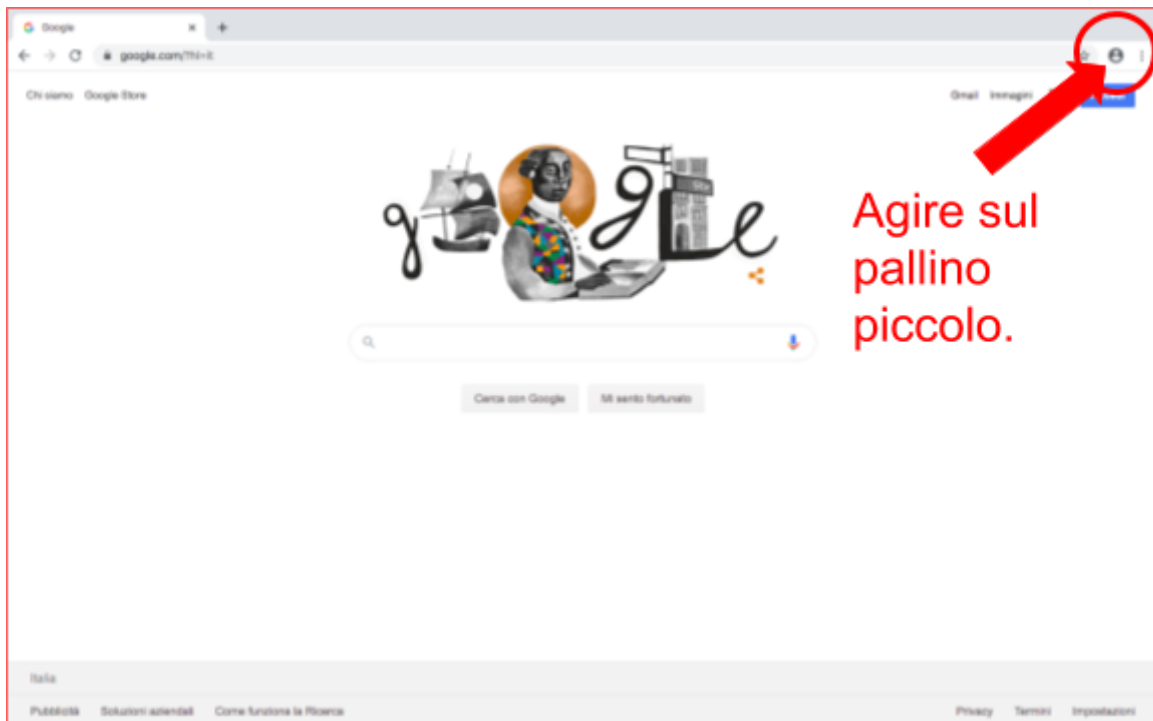 Google
google.com/?hl=it
Chi siamo Google Store
Gmail Immagini
Agire sul
pallino
piccolo.
Cerca con Google Mi sento fortunato
Italia
Pubblicità Soluzioni aziendali Come funziona la Ricerca
Privacy Termini Impostazioni